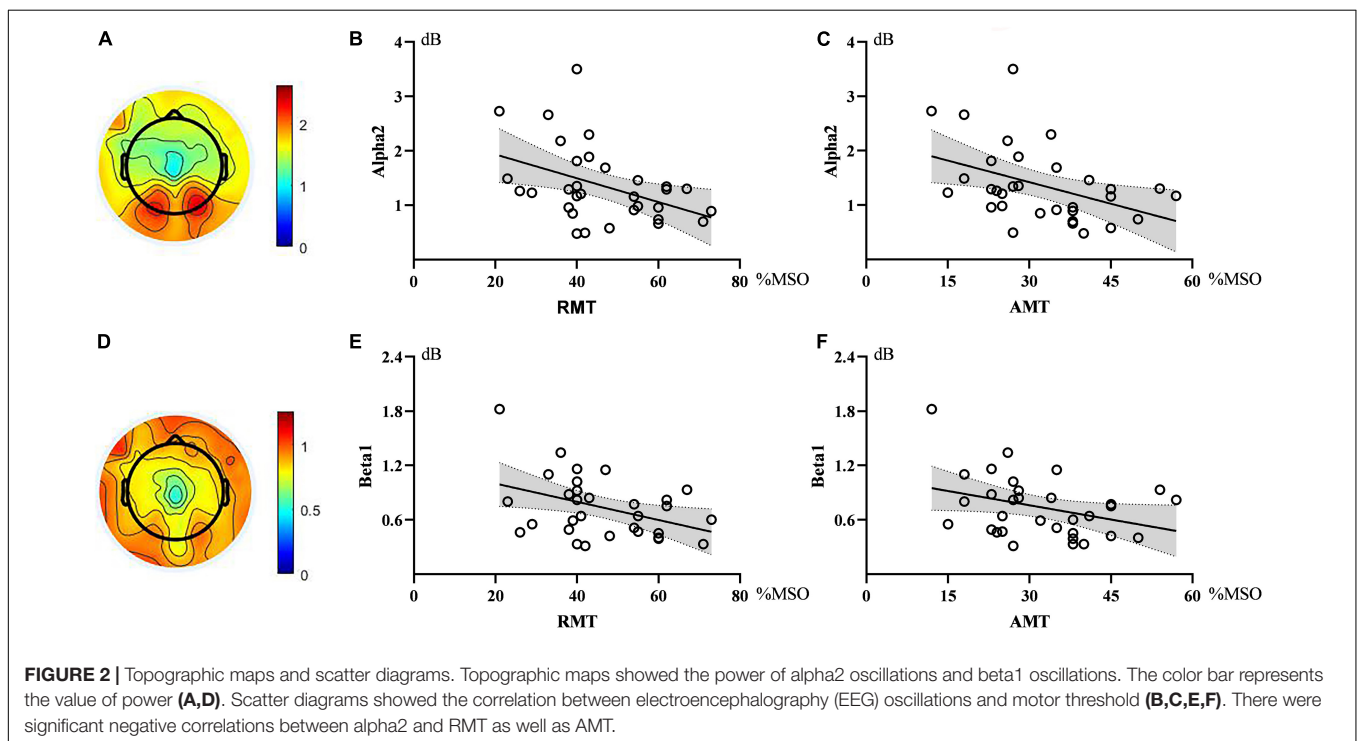 A
2
1
0
B
4
dB
3
2
1
Alpha2
0
20
40
60
80
%MSO
RMT
C
4
dB
3
2
1
Alpha2
0
15
30
45
60
%MSO
AMT
D
1
0.5
0
E
2.4
dB
1.8
1.2
0.6
Beta1
0
20
40
60
80
%MSO
RMT
F
2.4
dB
1.8
1.2
0.6
Beta1
0
15
30
45
60
%MSO
AMT
FIGURE 2 | Topographic maps and scatter diagrams. Topographic maps showed the power of alpha2 oscillations and beta1 oscillations. The color bar represents
the value of power (A,D). Scatter diagrams showed the correlation between electroencephalography (EEG) oscillations and motor threshold (B,C,E,F). There were
significant negative correlations between alpha2 and RMT as well as AMT.